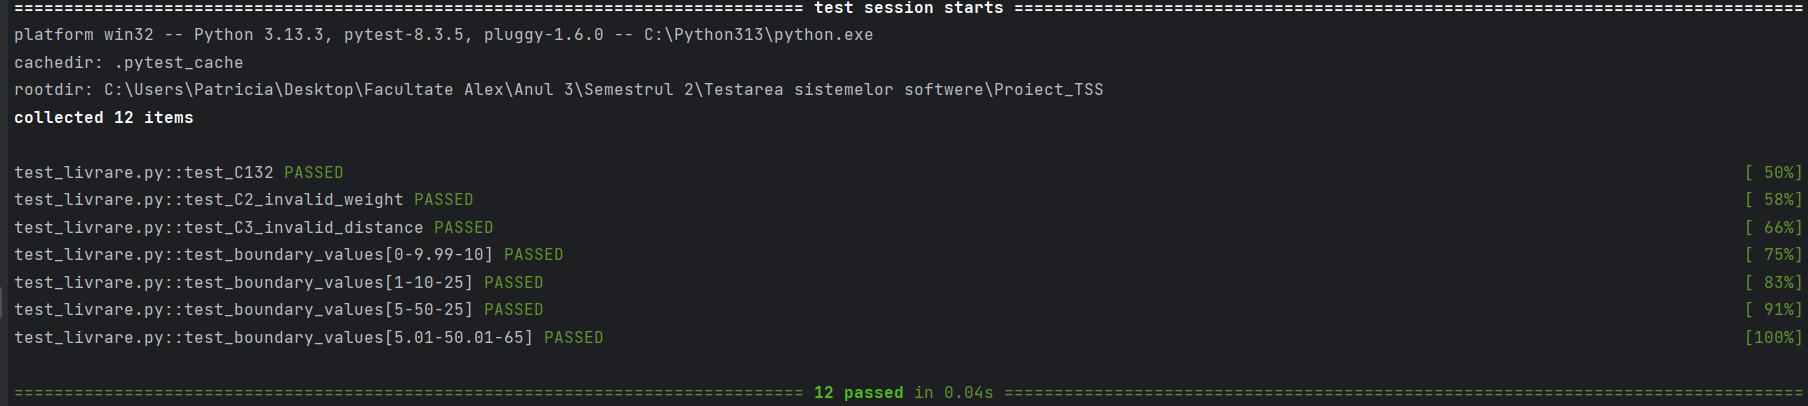 =============================================================================== test session starts ===============================================================================
platform win32 -- Python 3.13.3, pytest-8.3.5, pluggy-1.6.0 -- C:\Python313\python.exe
cachedir: .pytest_cache
rootdir: C:\Users\Patricia\Desktop\Facultate Alex\Anul 3\Semestrul 2\Testarea sistemelor softwere\Proiect_TSS
collected 12 items
test_livrare.py::test_C132 PASSED [ 50%]
test_livrare.py::test_C2_invalid_weight PASSED [ 58%]
test_livrare.py::test_C3_invalid_distance PASSED [ 66%]
test_livrare.py::test_boundary_values[0-9.99-10] PASSED [ 75%]
test_livrare.py::test_boundary_values[1-10-25] PASSED [ 83%]
test_livrare.py::test_boundary_values[5-50-25] PASSED [ 91%]
test_livrare.py::test_boundary_values[5.01-50.01-65] PASSED [100%]
=============================================================================== 12 passed in 0.04s ================================================================================